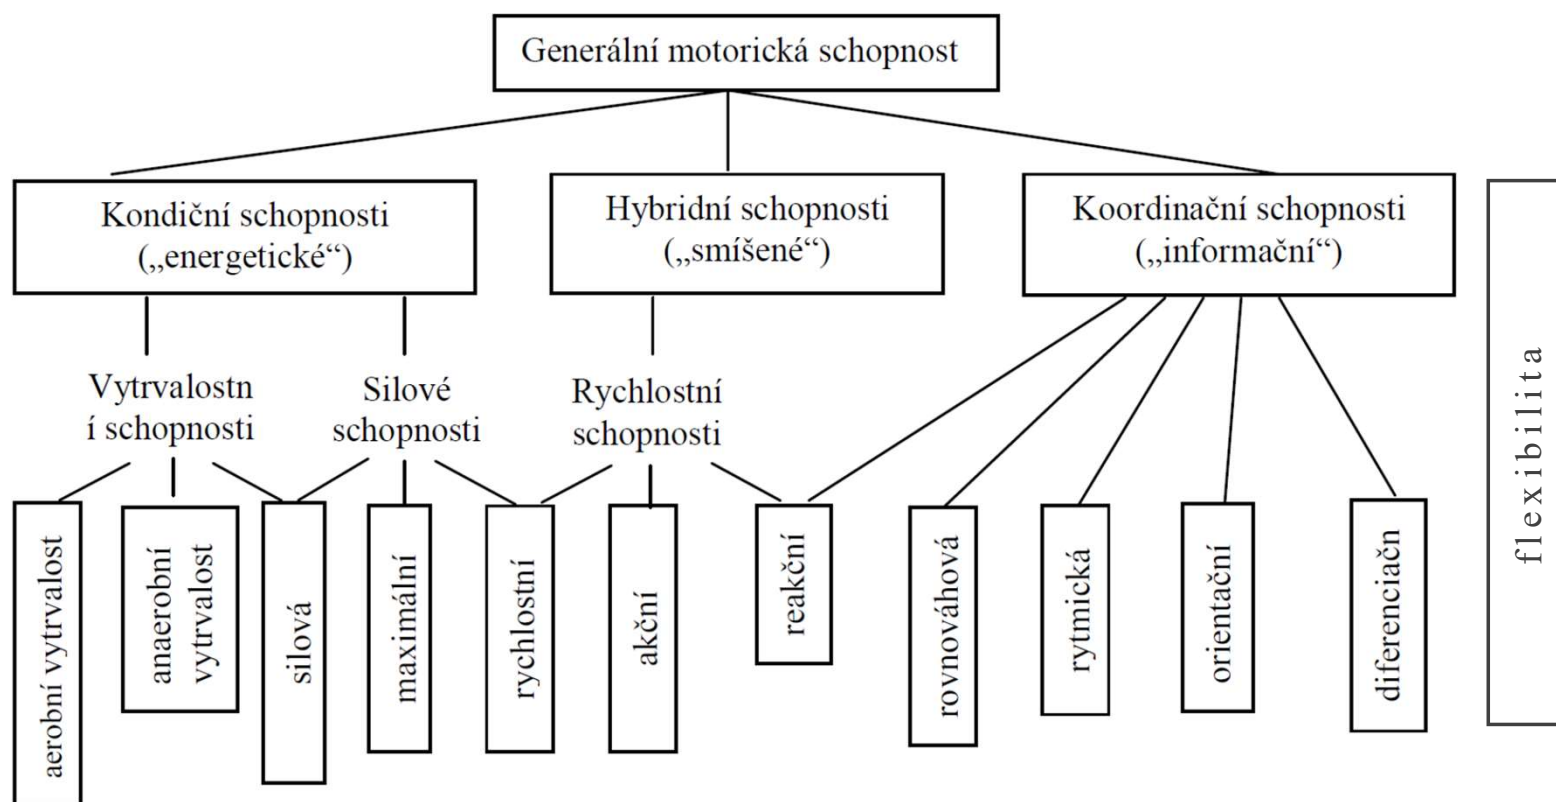 Generální motorická schopnost
Kondiční schopnosti
(„energetické“)
Hybridní schopnosti
(„smíšené“)
Koordinační schopnosti
(„informační“)
Vytrvalostn
í schopnosti
Silové
schopnosti
Rychlostní
schopnosti
aerobní vytrvalost
anaerobní
vytrvalost
silová
maximální
rychlostní
akční
reakční
rovnováhová
rytmická
orientační
diferenciačn
flexibilita